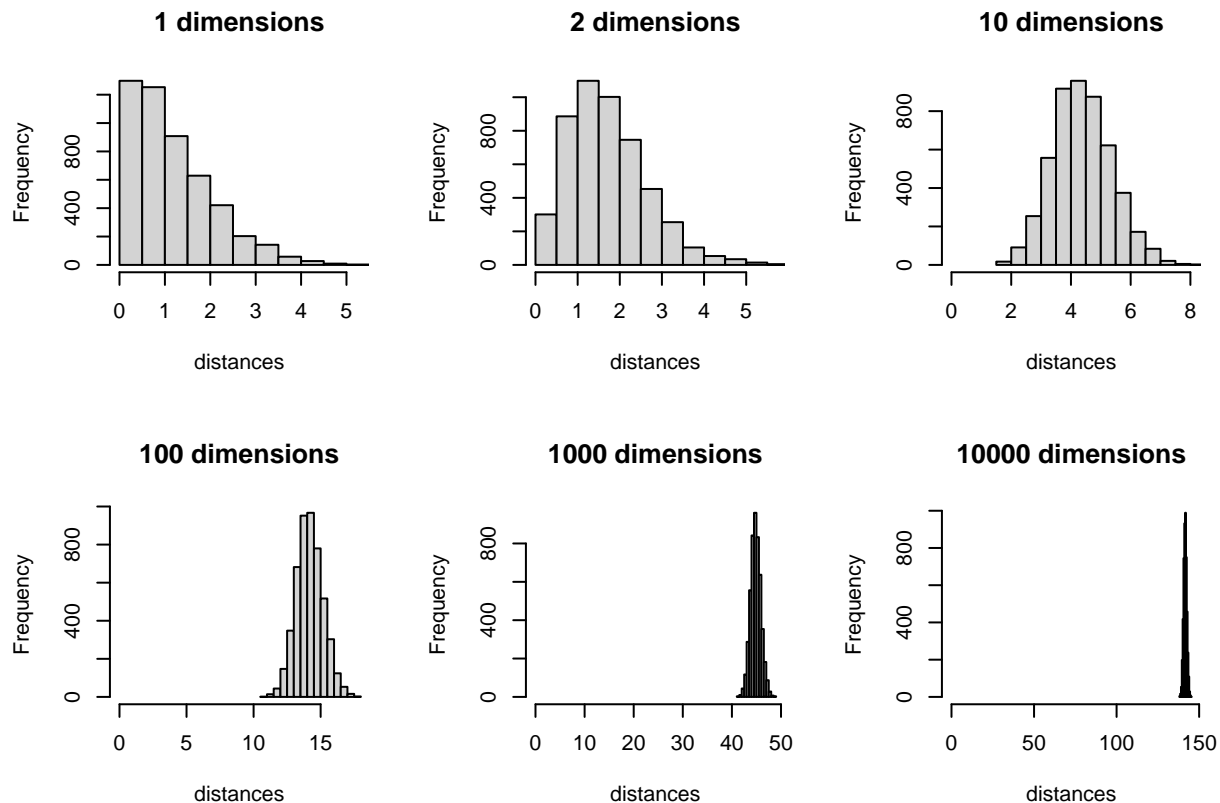 1 dimensions
Frequency
0 400 800
0 1 2 3 4 5
distances
2 dimensions
Frequency
0 400 800
0 1 2 3 4 5
distances
10 dimensions
Frequency
0 400 800
0 2 4 6 8
distances
100 dimensions
Frequency
0 400 800
0 5 10 15
distances
1000 dimensions
Frequency
0 400 800
0 10 20 30 40 50
distances
10000 dimensions
Frequency
0 400 800
0 50 100 150
distances